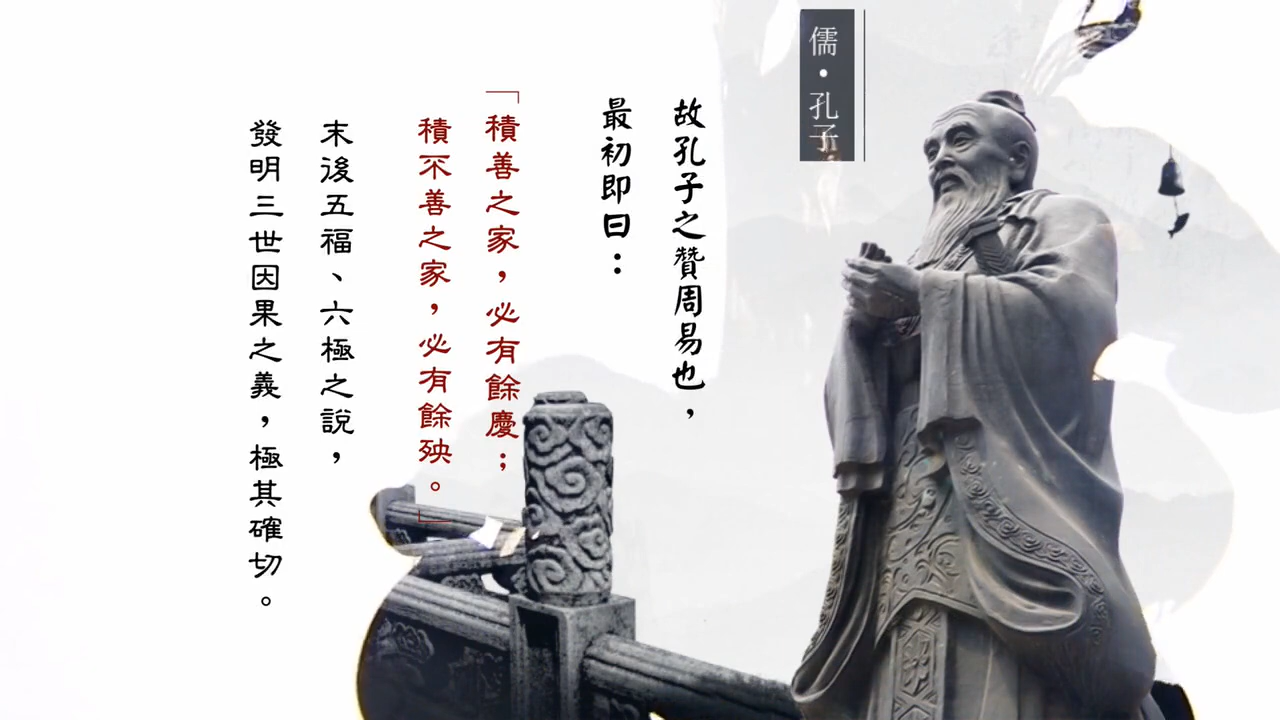 儒·孔子
故孔子之贊周易也，
最初即曰：
「積善之家，必有餘慶；
積不善之家，必有餘殃。」
末後五福、六極之說，
發明三世因果之義，極其確切。